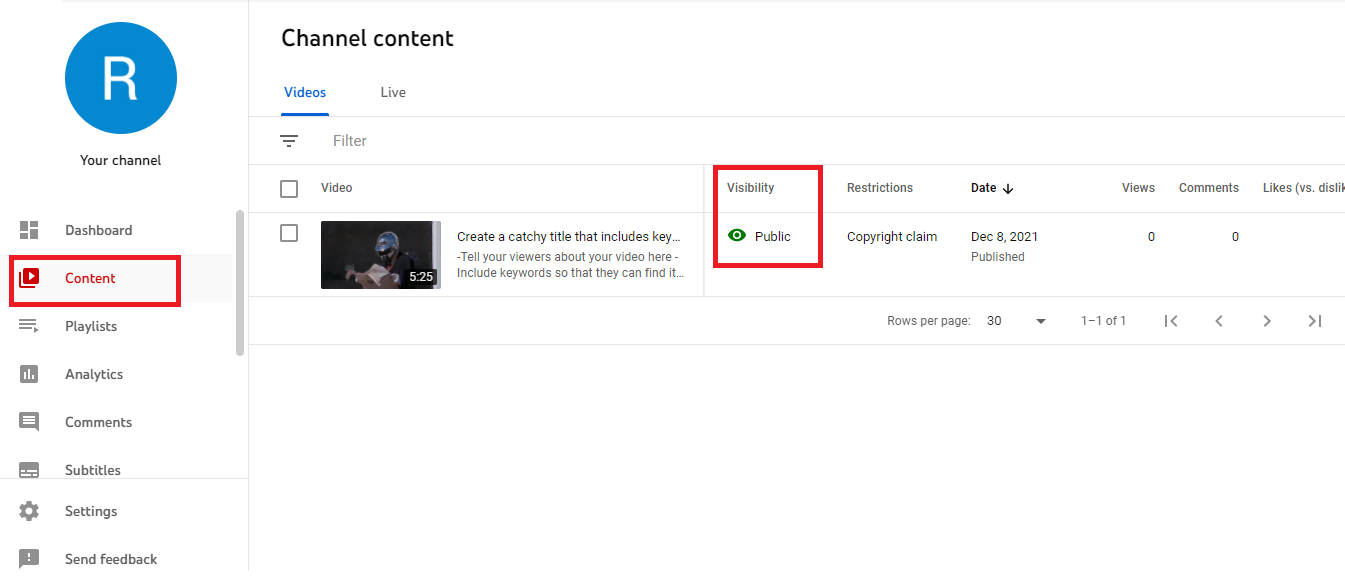 R
Your channel
Dashboard
Content
Playlists
Analytics
Comments
Subtitles
Settings
Send feedback
Channel content
Videos Live
Filter
Video Visibility Restrictions Date Views Comments Likes (vs. dislik
5:25 Create a catchy title that includes key... Public Copyright claim Dec 8, 2021 0 0
-Tell your viewers about your video here - Published
Include keywords so that they can find it...
Rows per page: 30 1–1 of 1